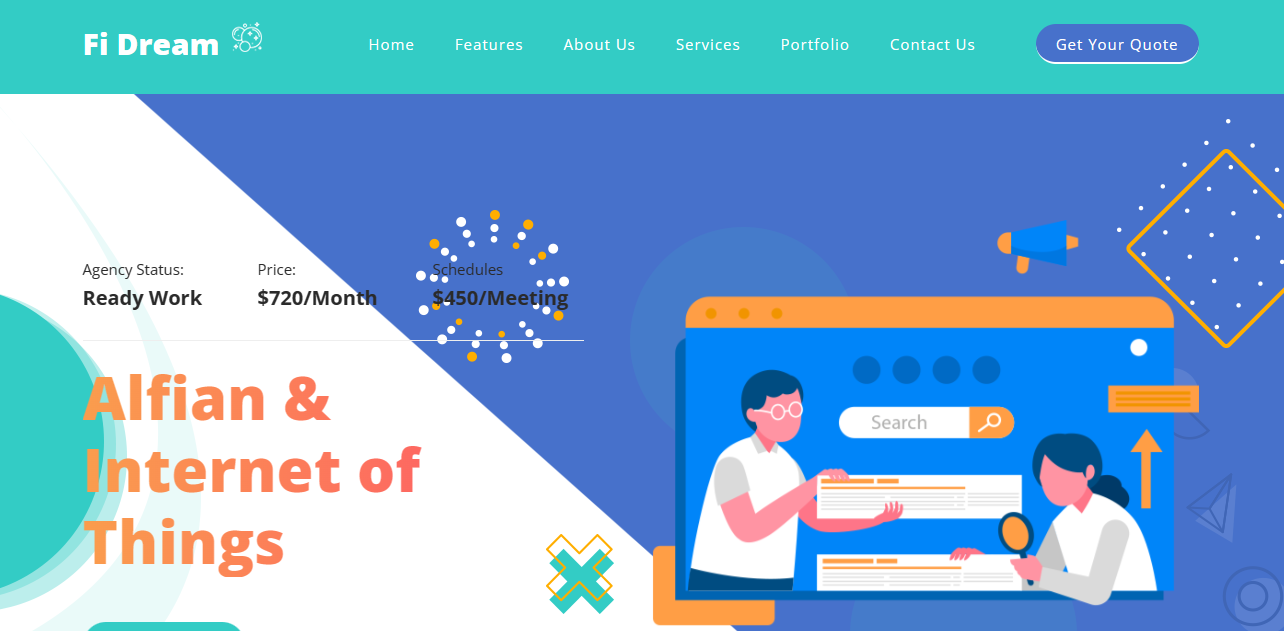 Fi Dream
Home Features About Us Services Portfolio Contact Us Get Your Quote
Agency Status: Price: Schedules
Ready Work $720/Month $450/Meeting
Alfian &
Internet of
Things
Search